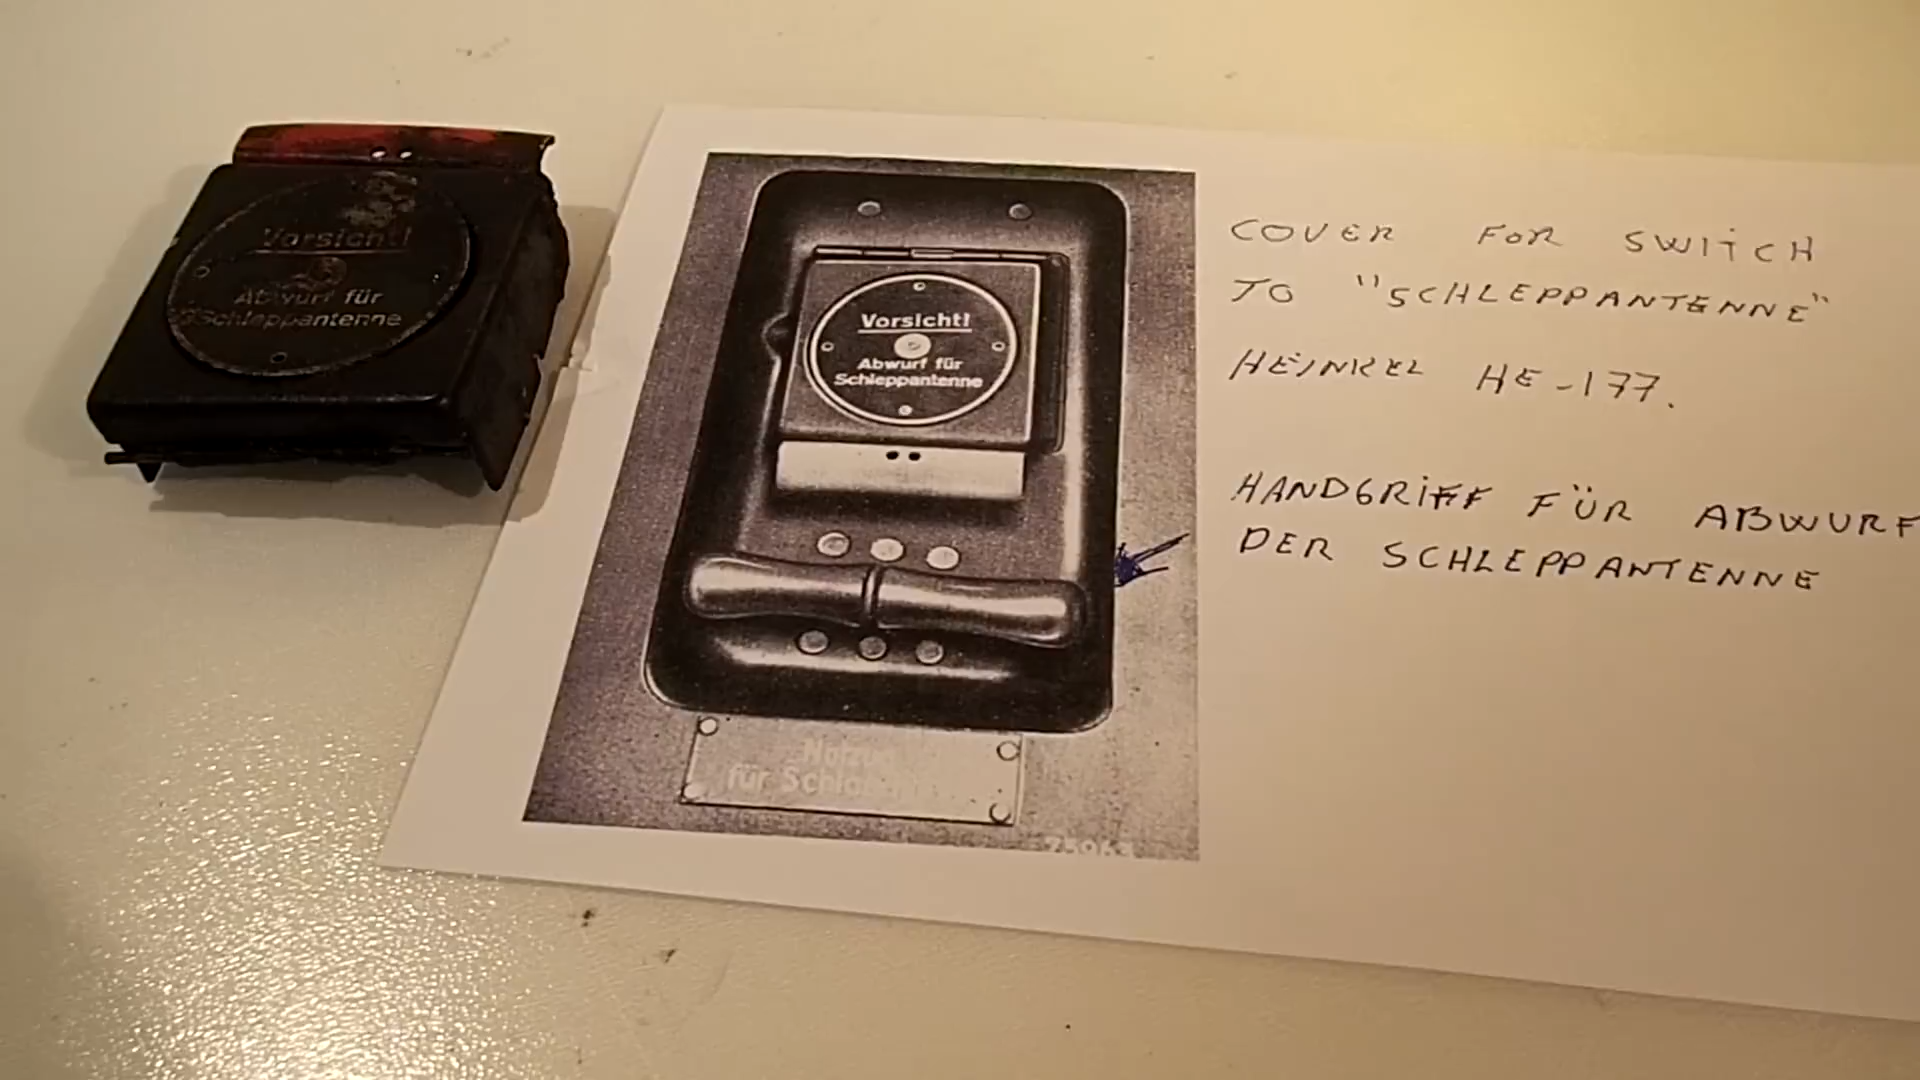 Vorsicht!
Abwurf für
Schleppantenne
Vorsicht!
Abwurf für
Schleppantenne
für
COVER FOR SWITCH
TO "SCHLEPPANTENNE"
HEINKEL HE-177.
HANDGRIFF FÜR ABWURF
DER SCHLEPPANTENNE